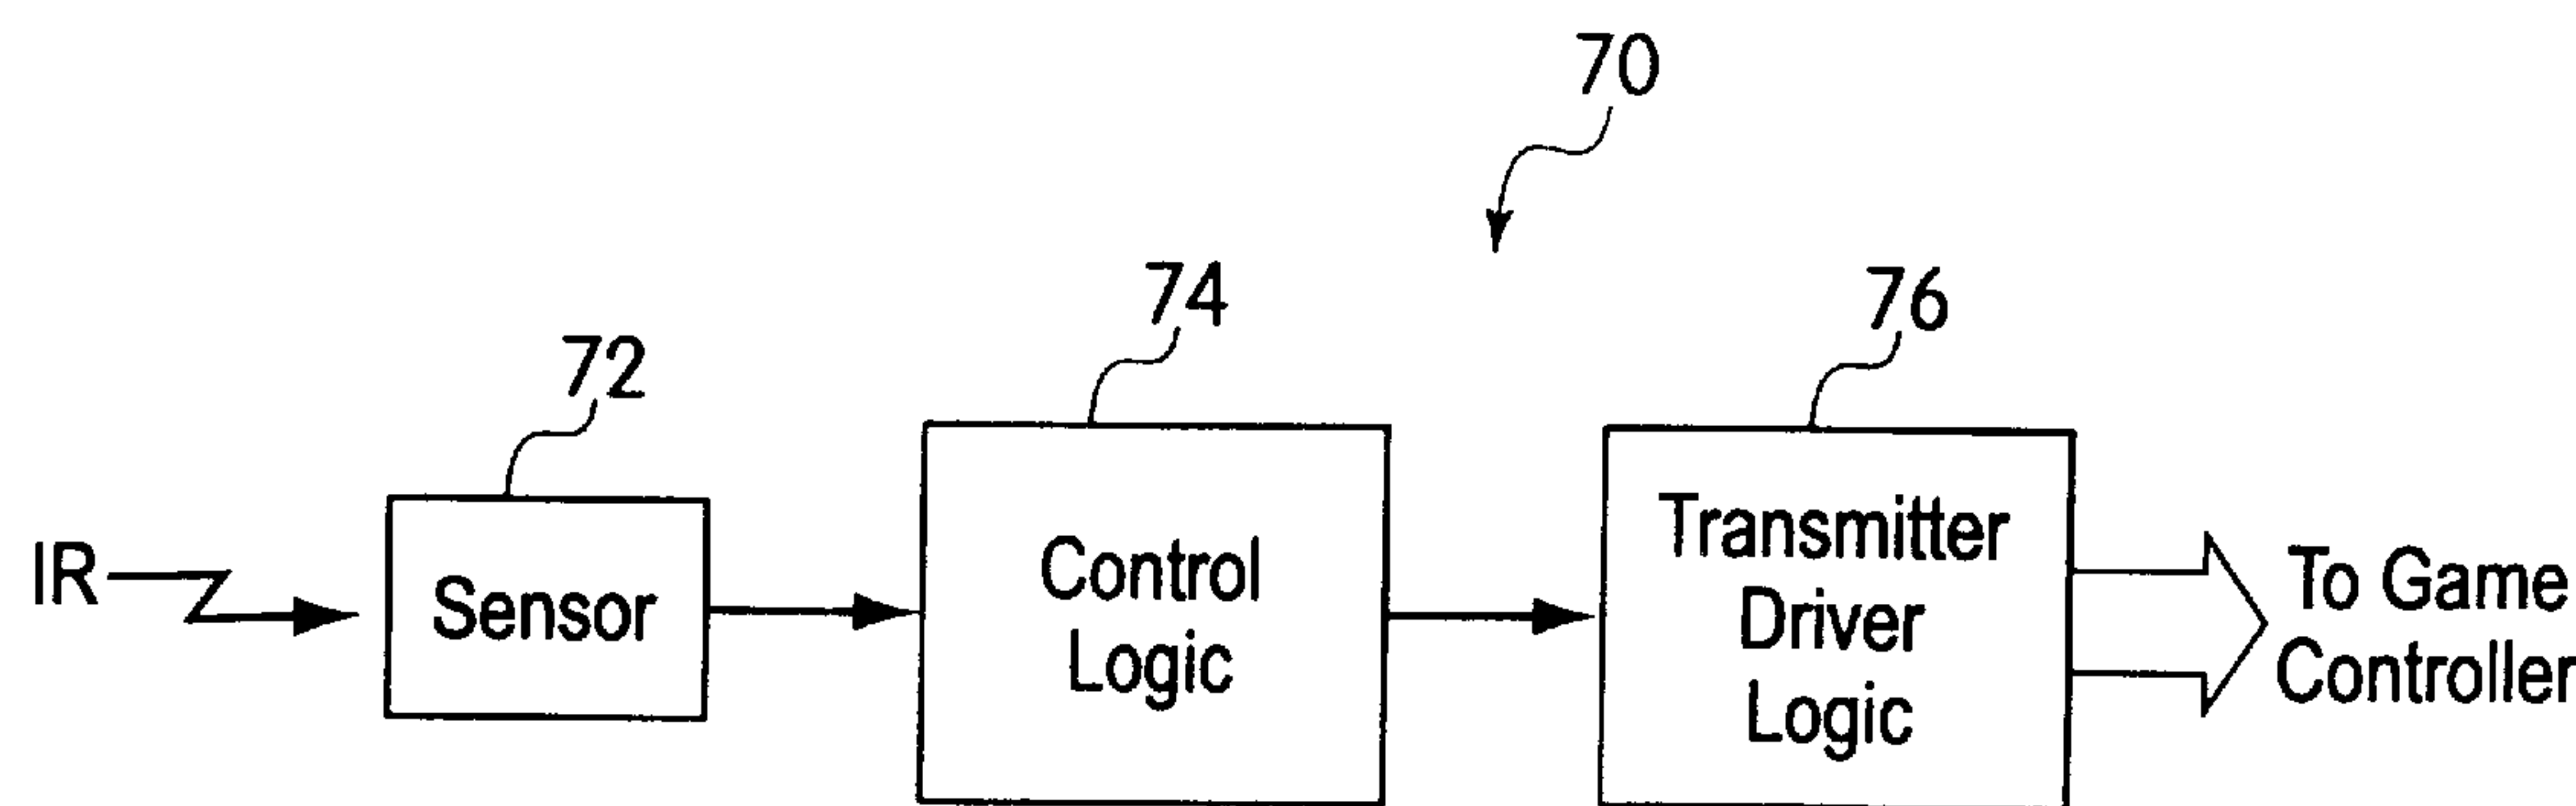 70
74
76
72
IR
Sensor
Control
Logic
Transmitter
Driver
Logic
To Game
Controller